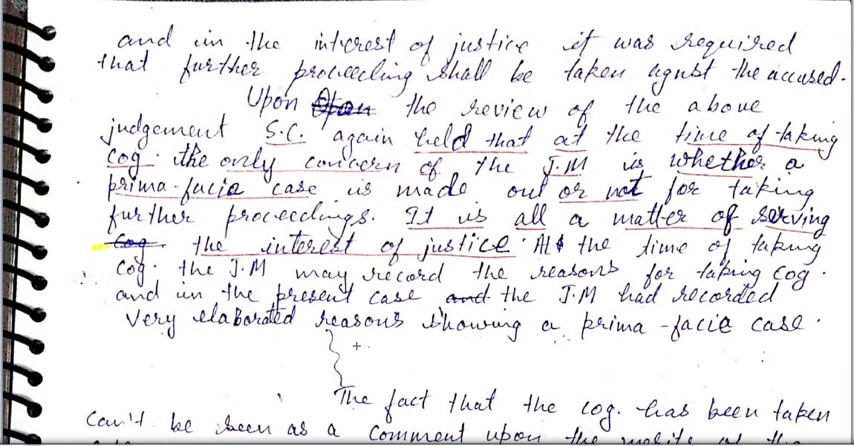 and in the interest of justice it was required
that further proceeding shall be taken agnst the accused.
Upon the review of the above
judgement S.C. again held that at the time of taking
cog. the only concern of the J.M is whether a
prima-facie case is made out or not for taking
further proceedings. It is all a matter of serving
cog. the interest of justice. At the time of taking
cog. the J.M may record the reasons for taking cog.
and in the present case and the J.M had recorded
very elaborated reasons showing a prima-facie case.
The fact that the cog. has been taken
can't be seen as a comment upon the merits of the